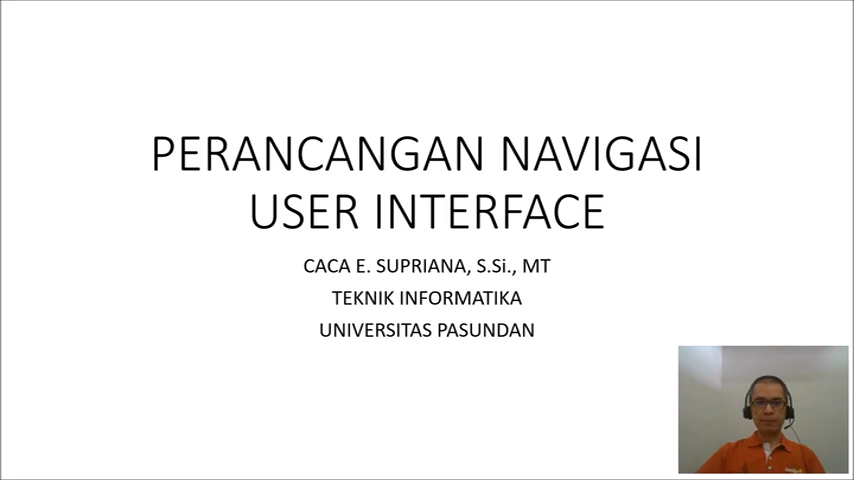 PERANCANGAN NAVIGASI
USER INTERFACE
CACA E. SUPRIANA, S.Si., MT
TEKNIK INFORMATIKA
UNIVERSITAS PASUNDAN